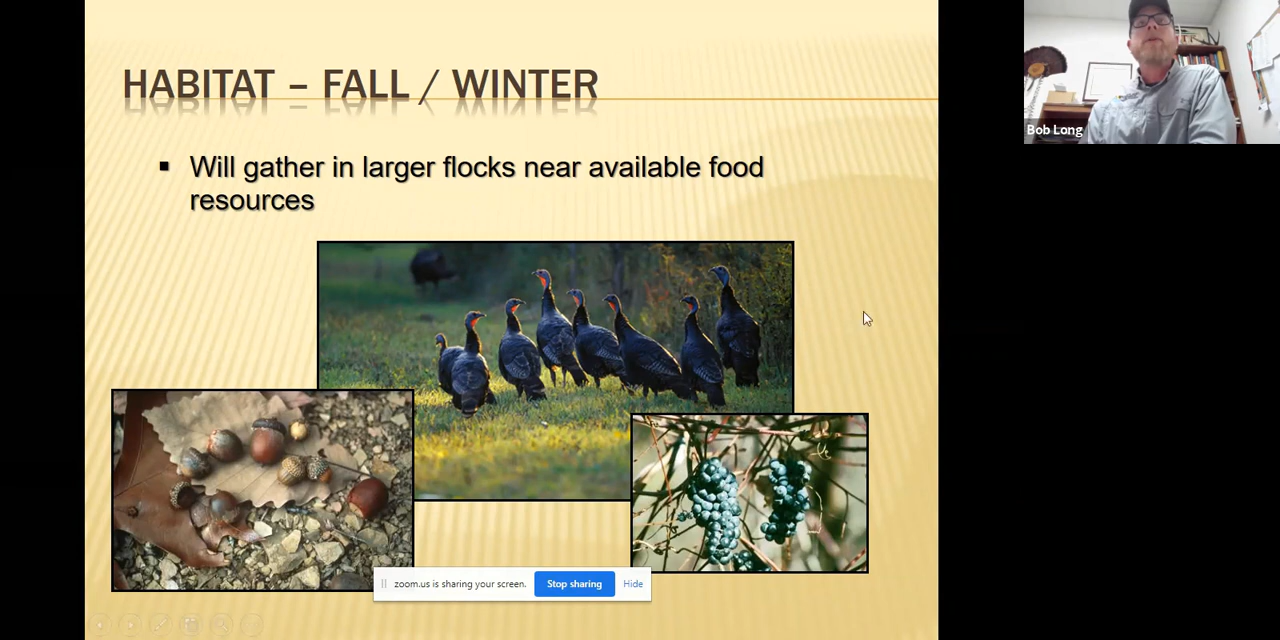 HABITAT – FALL / WINTER
▪ Will gather in larger flocks near available food
resources
Bob Long
zoom.us is sharing your screen.
Stop sharing
Hide